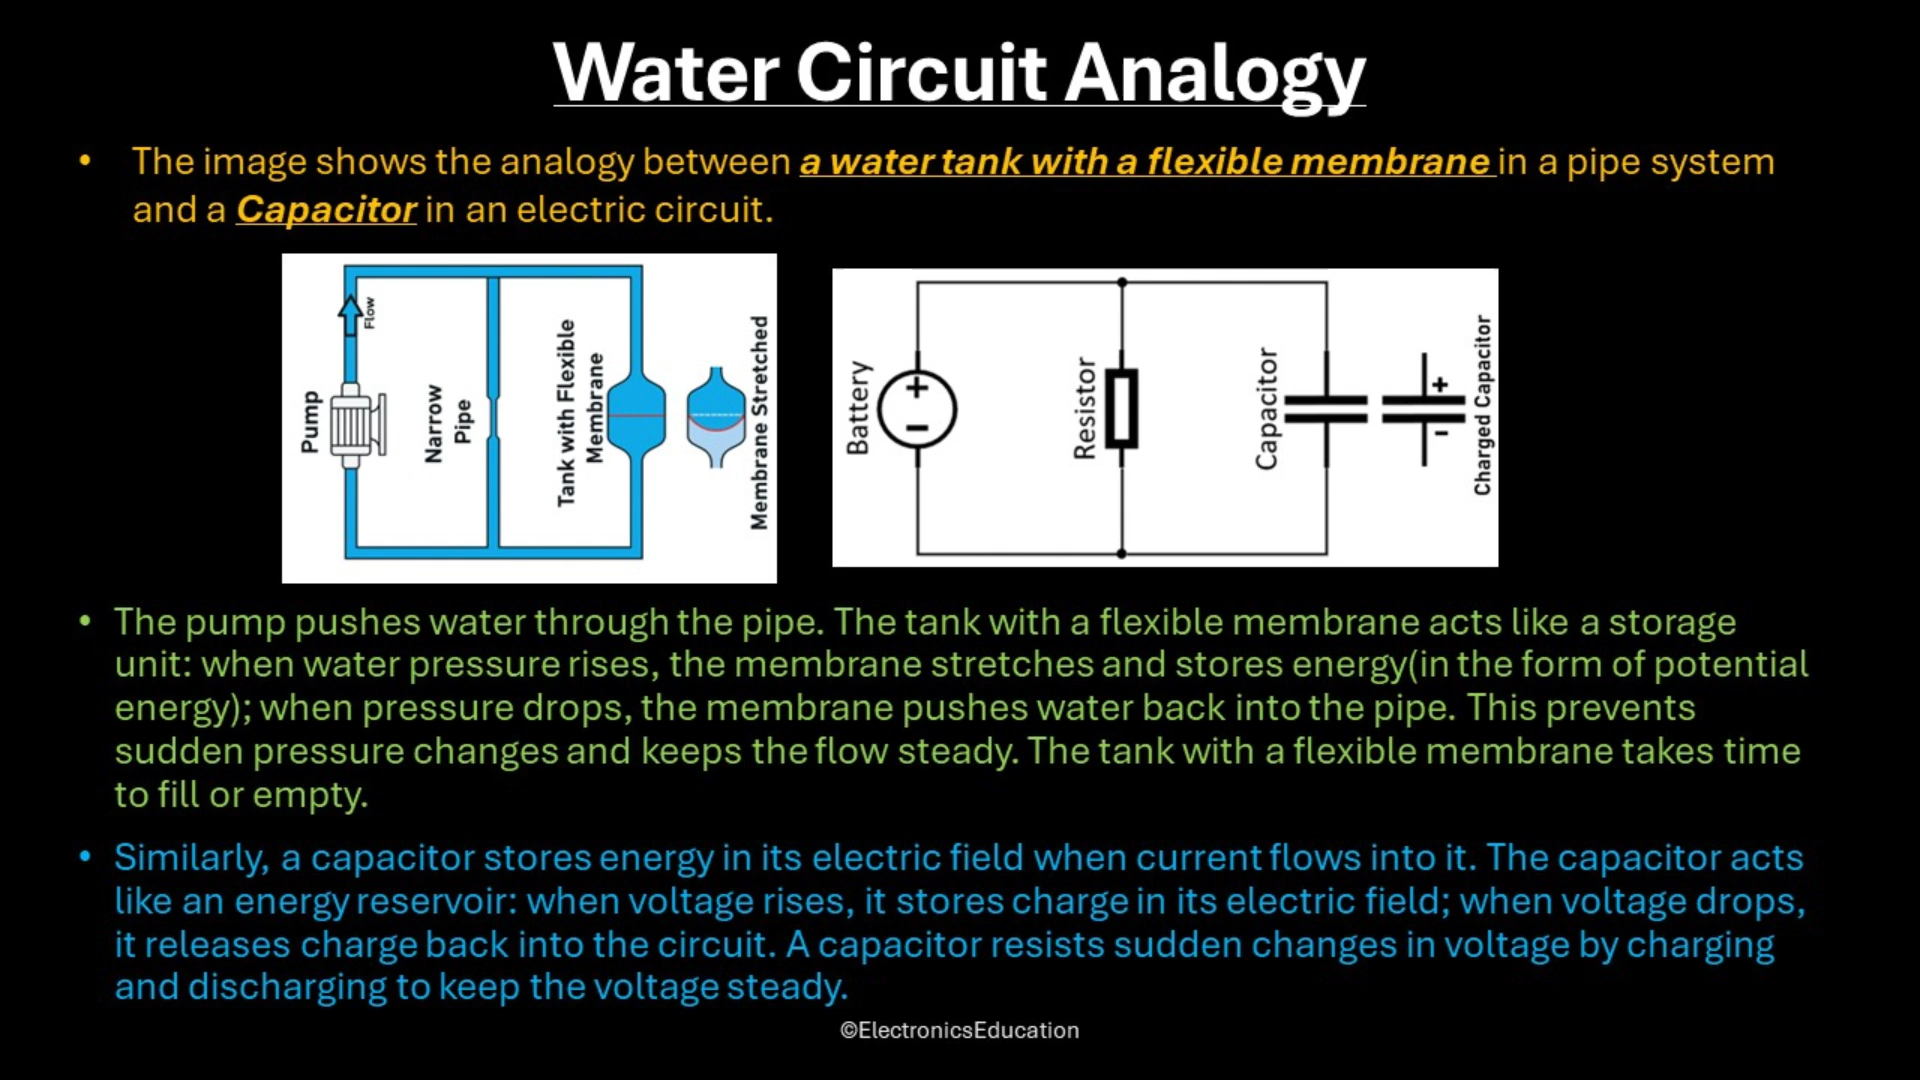 Water Circuit Analogy
• The image shows the analogy between a water tank with a flexible membrane in a pipe system
and a Capacitor in an electric circuit.
Pump
Flow
Narrow
Pipe
Tank with Flexible
Membrane
Membrane Stretched
Battery
+
−
Resistor
Capacitor
+
−
Charged Capacitor
• The pump pushes water through the pipe. The tank with a flexible membrane acts like a storage
unit: when water pressure rises, the membrane stretches and stores energy(in the form of potential
energy); when pressure drops, the membrane pushes water back into the pipe. This prevents
sudden pressure changes and keeps the flow steady. The tank with a flexible membrane takes time
to fill or empty.
• Similarly, a capacitor stores energy in its electric field when current flows into it. The capacitor acts
like an energy reservoir: when voltage rises, it stores charge in its electric field; when voltage drops,
it releases charge back into the circuit. A capacitor resists sudden changes in voltage by charging
and discharging to keep the voltage steady.
©ElectronicsEducation